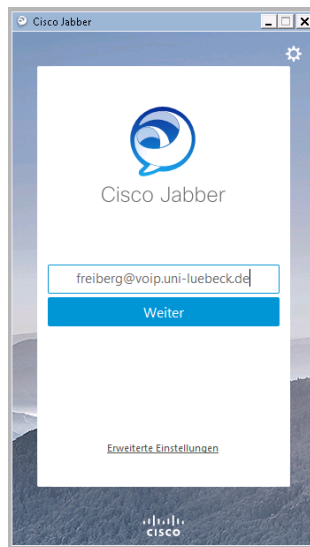 Cisco Jabber
Cisco Jabber
freiberg@voip.uni-luebeck.de
Weiter
Erweiterte Einstellungen
CISCO